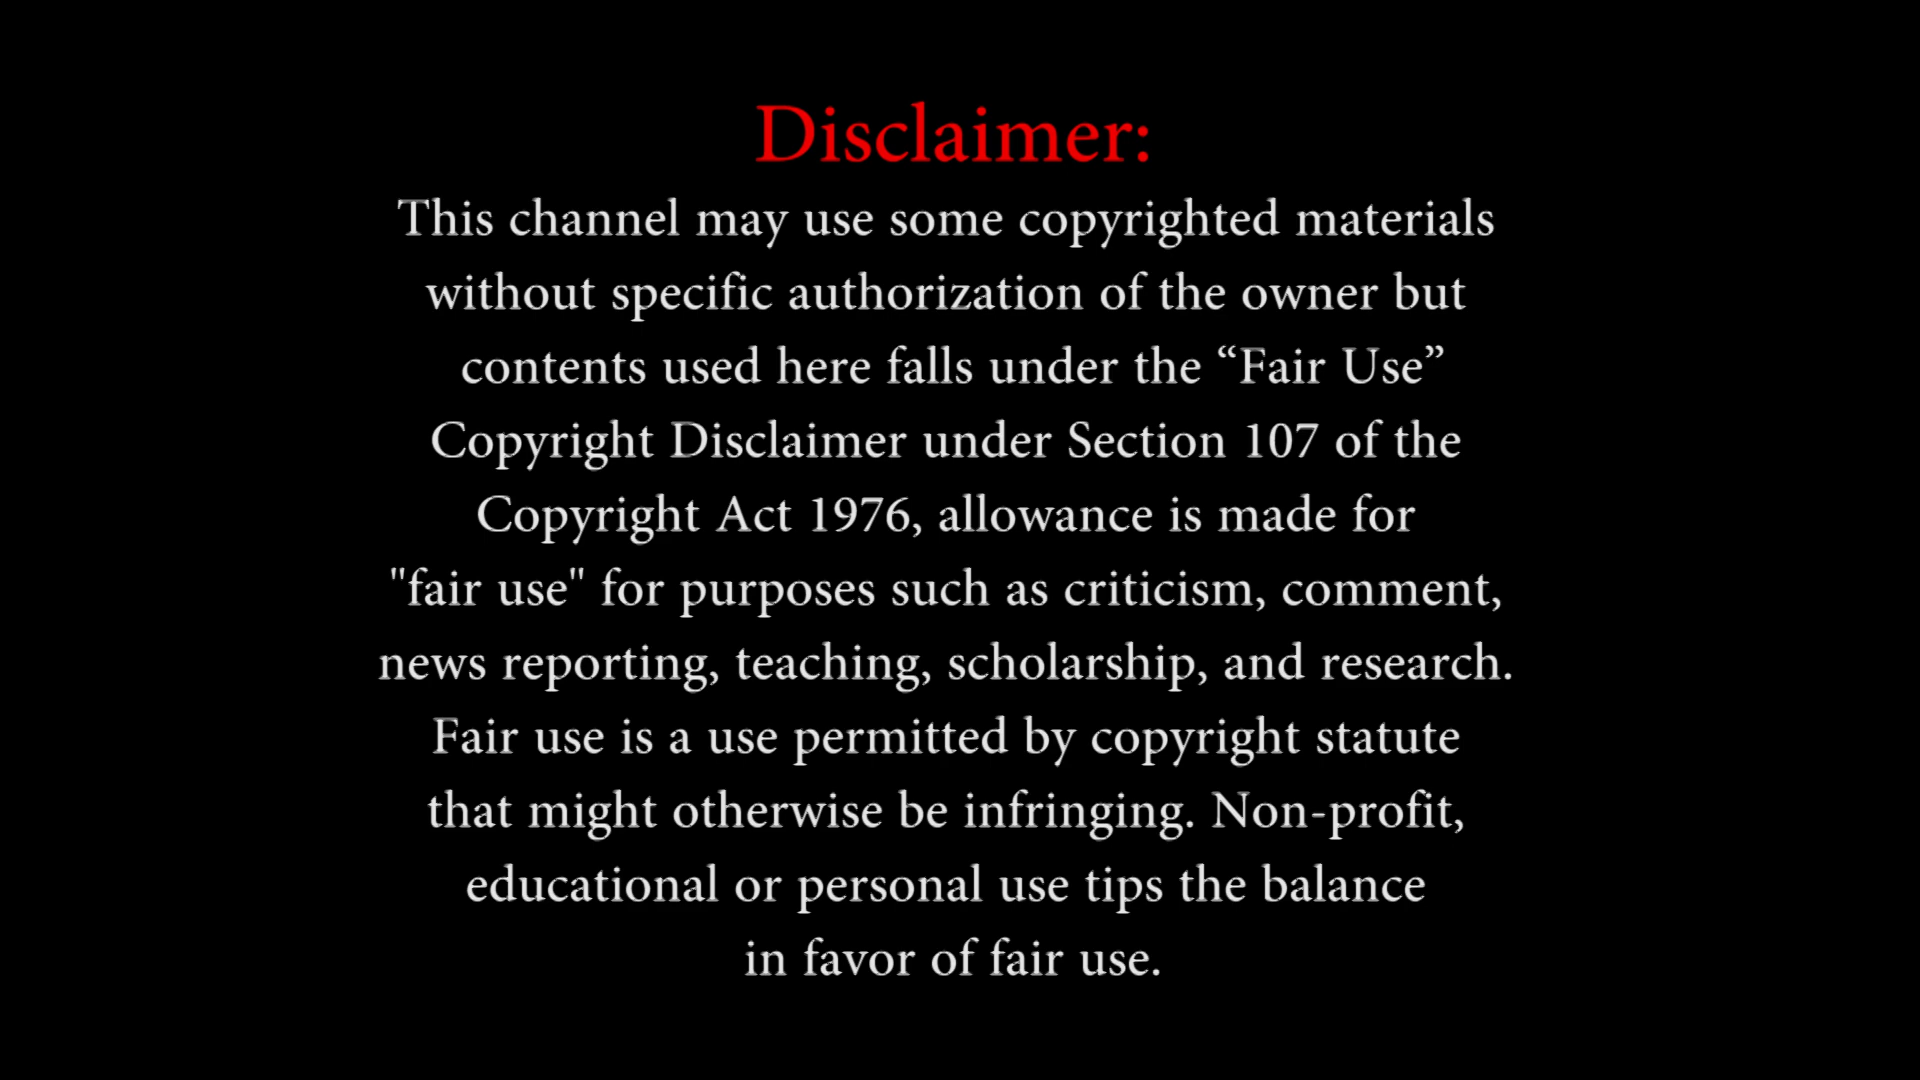 Disclaimer:
This channel may use some copyrighted materials
without specific authorization of the owner but
contents used here falls under the “Fair Use”
Copyright Disclaimer under Section 107 of the
Copyright Act 1976, allowance is made for
"fair use" for purposes such as criticism, comment,
news reporting, teaching, scholarship, and research.
Fair use is a use permitted by copyright statute
that might otherwise be infringing. Non-profit,
educational or personal use tips the balance
in favor of fair use.